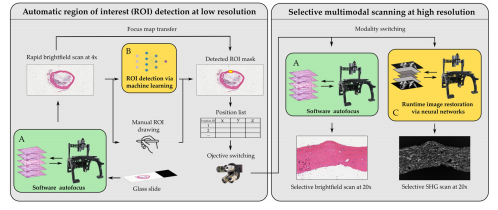 Automatic region of interest (ROI) detection at low resolution
Focus map transfer
Rapid brightfield scan at 4x
B
ROI detection via
machine learning
Detected ROI mask
Manual ROI
drawing
Position list
X Y Z
1
2
Ojective switching
A
Software autofocus
Glass slide
Selective multimodal scanning at high resolution
Modality switching
A
Software autofocus
C
Runtime image restoration
via neural networks
Selective brightfield scan at 20x
Selective SHG scan at 20x